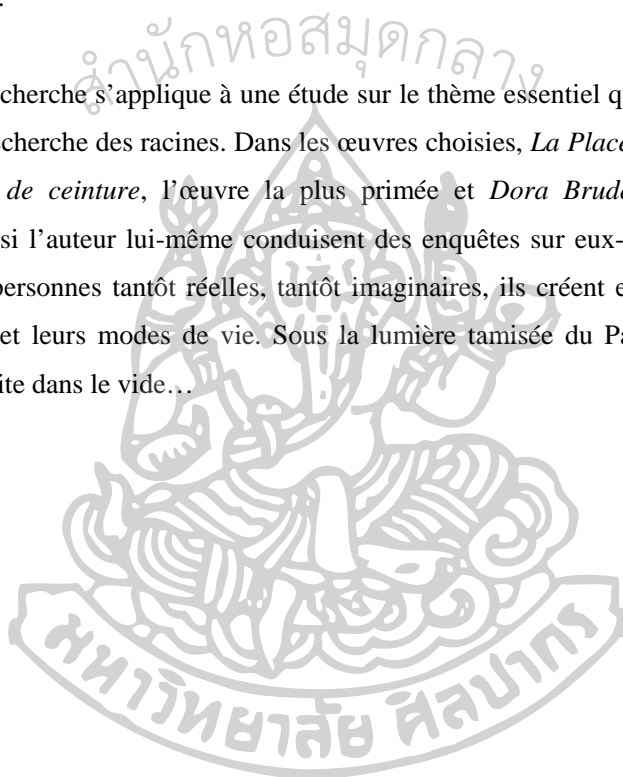 สำนักหอสมุดกลาง
cherche s’applique à une étude sur le thème essentiel qu
echerche des racines. Dans les œuvres choisies, La Place
de ceinture, l’œuvre la plus primée et Dora Brude
si l’auteur lui-même conduisent des enquêtes sur eux-
personnes tantôt réelles, tantôt imaginaires, ils créent e
et leurs modes de vie. Sous la lumière tamisée du Pa
ite dans le vide…
มหาวิทยาลัย ศิลปากร